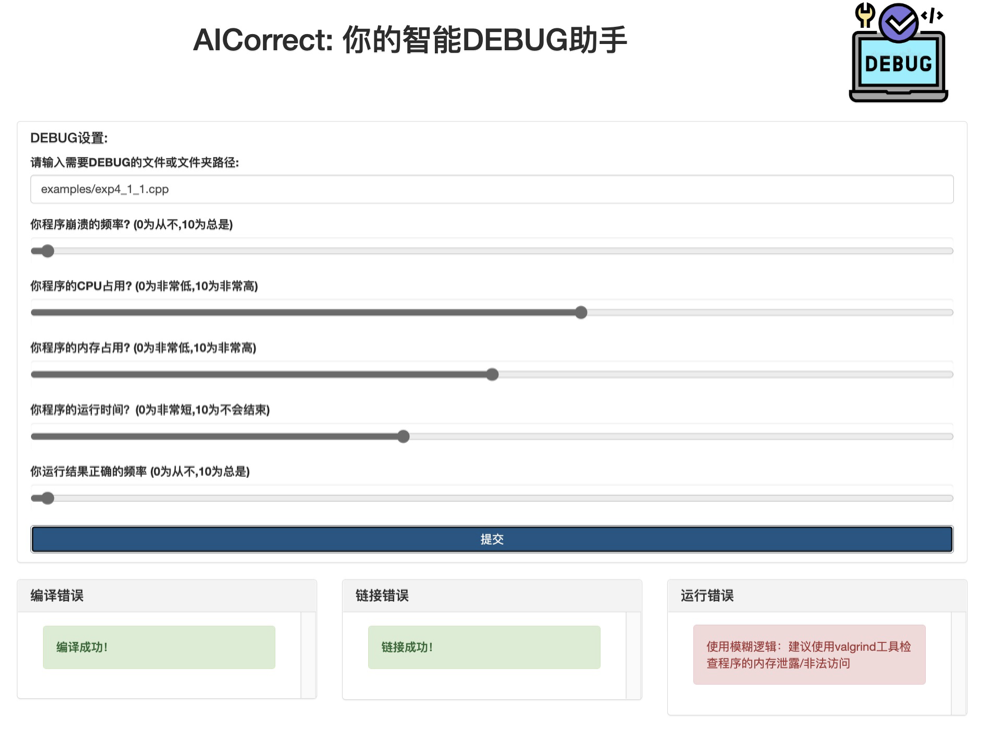 AICorrect: 你的智能DEBUG助手
</>
DEBUG
DEBUG设置:
请输入需要DEBUG的文件或文件夹路径:
examples/exp4_1_1.cpp
你程序崩溃的频率? (0为从不,10为总是)
你程序的CPU占用? (0为非常低,10为非常高)
你程序的内存占用? (0为非常低,10为非常高)
你程序的运行时间? (0为非常短,10为不会结束)
你运行结果正确的频率 (0为从不,10为总是)
提交
编译错误
编译成功!
链接错误
链接成功!
运行错误
使用模糊逻辑：建议使用valgrind工具检
查程序的内存泄露/非法访问